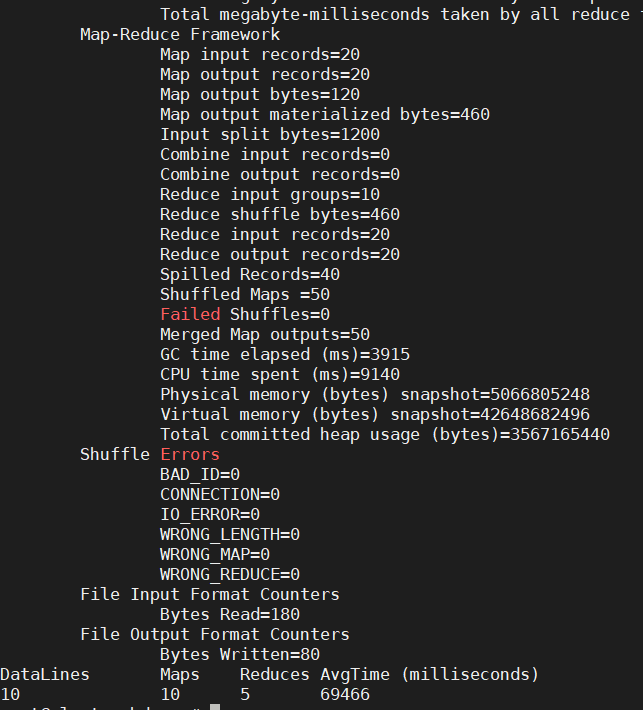 Total megabyte-milliseconds taken by all reduce
Map-Reduce Framework
Map input records=20
Map output records=20
Map output bytes=120
Map output materialized bytes=460
Input split bytes=1200
Combine input records=0
Combine output records=0
Reduce input groups=10
Reduce shuffle bytes=460
Reduce input records=20
Reduce output records=20
Spilled Records=40
Shuffled Maps =50
Failed Shuffles=0
Merged Map outputs=50
GC time elapsed (ms)=3915
CPU time spent (ms)=9140
Physical memory (bytes) snapshot=5066805248
Virtual memory (bytes) snapshot=42648682496
Total committed heap usage (bytes)=3567165440
Shuffle Errors
BAD_ID=0
CONNECTION=0
IO_ERROR=0
WRONG_LENGTH=0
WRONG_MAP=0
WRONG_REDUCE=0
File Input Format Counters
Bytes Read=180
File Output Format Counters
Bytes Written=80
DataLines Maps Reduces AvgTime (milliseconds)
10 10 5 69466